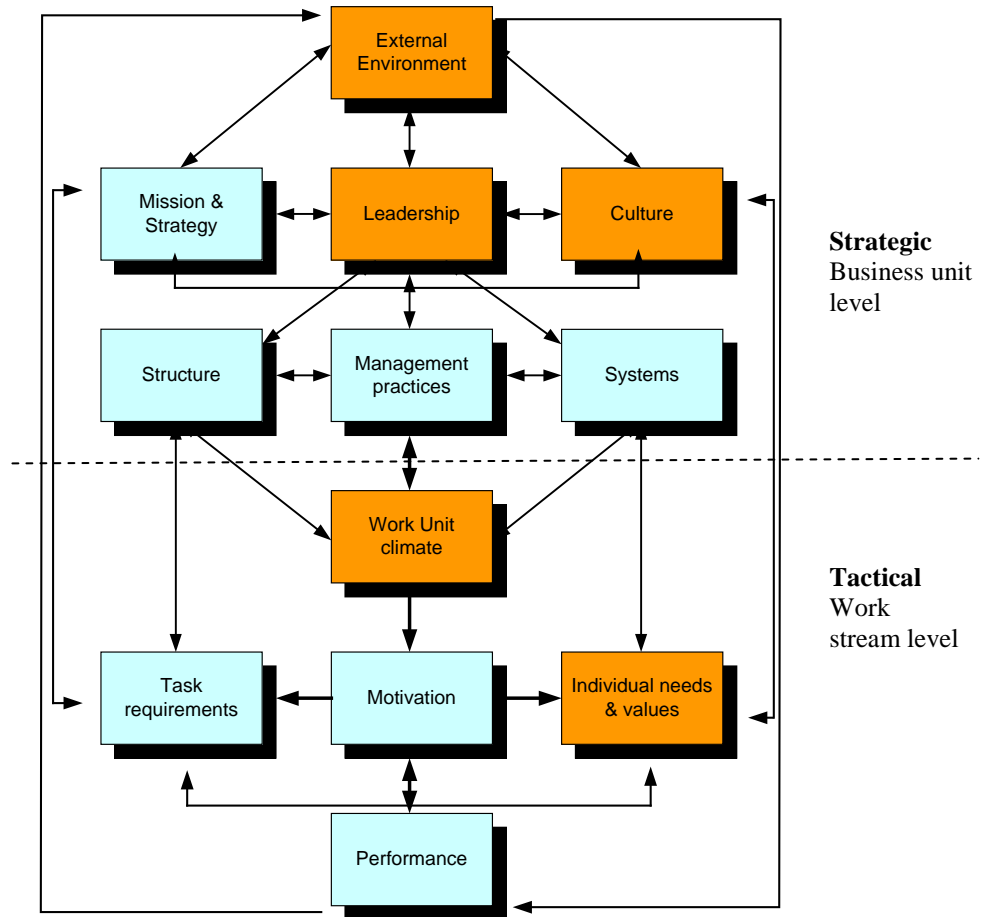 External
Environment
Mission &
Strategy
Leadership
Culture
Strategic
Business unit
level
Structure
Management
practices
Systems
Work Unit
climate
Tactical
Work
stream level
Task
requirements
Motivation
Individual needs
& values
Performance